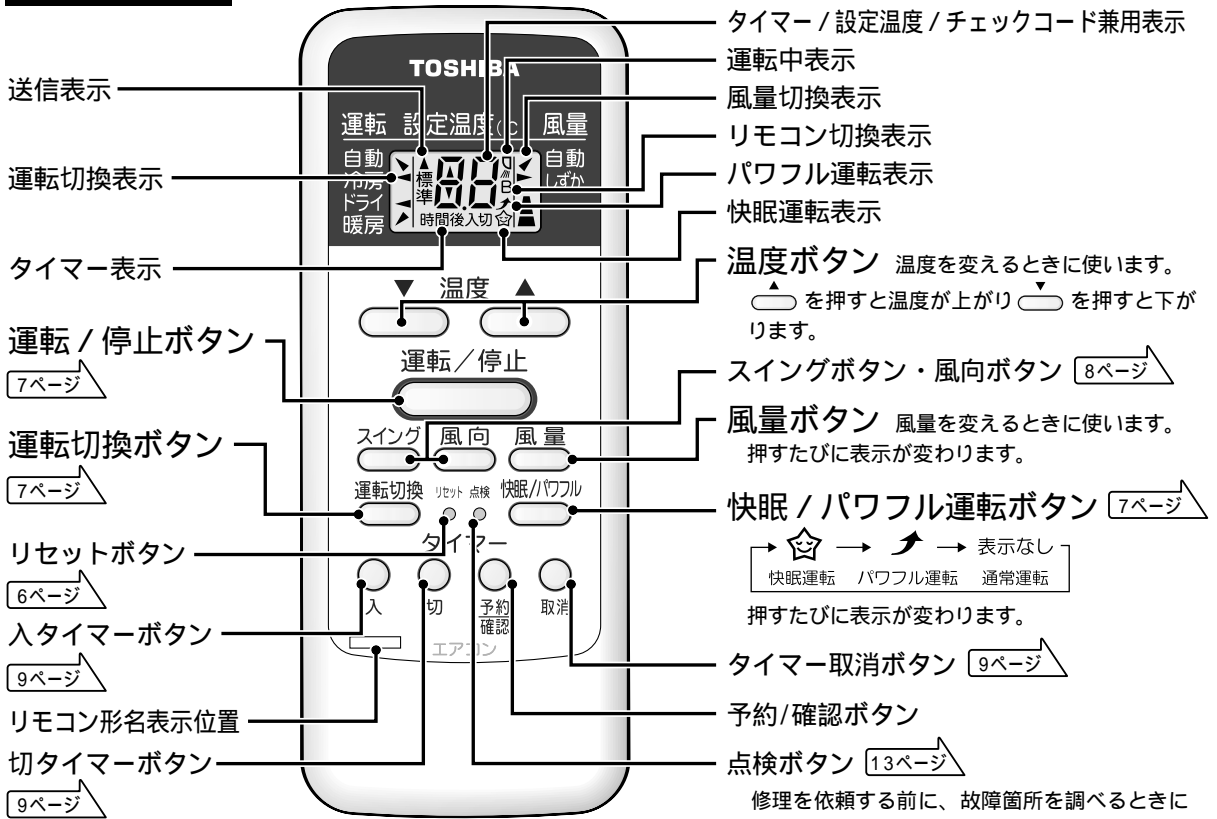 送信表示
運転切換表示
タイマー表示
運転 / 停止ボタン
7ページ
運転切換ボタン
7ページ
リセットボタン
6ページ
入タイマーボタン
9ページ
リモコン形名表示位置
切タイマーボタン
9ページ
TOSHIBA
運転 設定温度(℃ 風量
自動
冷房
ドライ
暖房
標準
8.8
B
時間後入切
自動
しずか
▼ 温度 ▲
運転／停止
スイング 風向 風量
運転切換 リセット 点検 快眠/パワフル
タイマー
入 切 予約 取消
確認
エアコン
タイマー / 設定温度 / チェックコード兼用表示
運転中表示
風量切換表示
リモコン切換表示
パワフル運転表示
快眠運転表示
温度ボタン 温度を変えるときに使います。
▲ を押すと温度が上がり ▼ を押すと下が
ります。
スイングボタン・風向ボタン 8ページ
風量ボタン 風量を変えるときに使います。
押すたびに表示が変わります。
快眠 / パワフル運転ボタン 7ページ
表示なし
快眠運転 パワフル運転 通常運転
押すたびに表示が変わります。
タイマー取消ボタン 9ページ
予約/確認ボタン
点検ボタン 13ページ
修理を依頼する前に、故障箇所を調べるときに